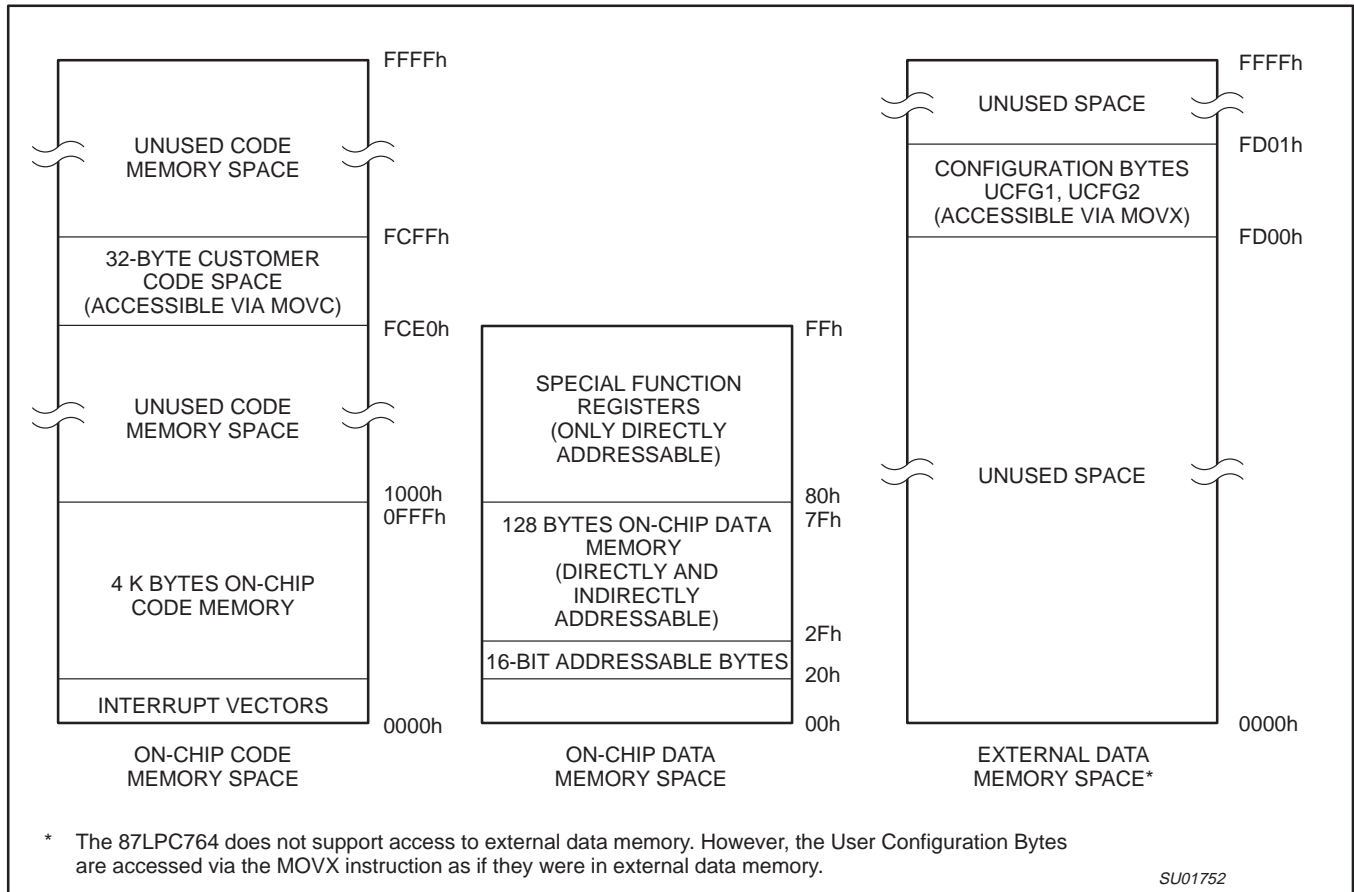 FFFFh
UNUSED CODE
MEMORY SPACE
FCFFh
32-BYTE CUSTOMER
CODE SPACE
(ACCESSIBLE VIA MOVC)
FCE0h
UNUSED CODE
MEMORY SPACE
1000h
0FFFh
4 K BYTES ON-CHIP
CODE MEMORY
INTERRUPT VECTORS
0000h
ON-CHIP CODE
MEMORY SPACE
FFh
SPECIAL FUNCTION
REGISTERS
(ONLY DIRECTLY
ADDRESSABLE)
80h
7Fh
128 BYTES ON-CHIP DATA
MEMORY
(DIRECTLY AND
INDIRECTLY
ADDRESSABLE)
2Fh
16-BIT ADDRESSABLE BYTES
20h
00h
ON-CHIP DATA
MEMORY SPACE
FFFFh
UNUSED SPACE
FD01h
CONFIGURATION BYTES
UCFG1, UCFG2
(ACCESSIBLE VIA MOVX)
FD00h
UNUSED SPACE
0000h
EXTERNAL DATA
MEMORY SPACE*
* The 87LPC764 does not support access to external data memory. However, the User Configuration Bytes
are accessed via the MOVX instruction as if they were in external data memory.
SU01752